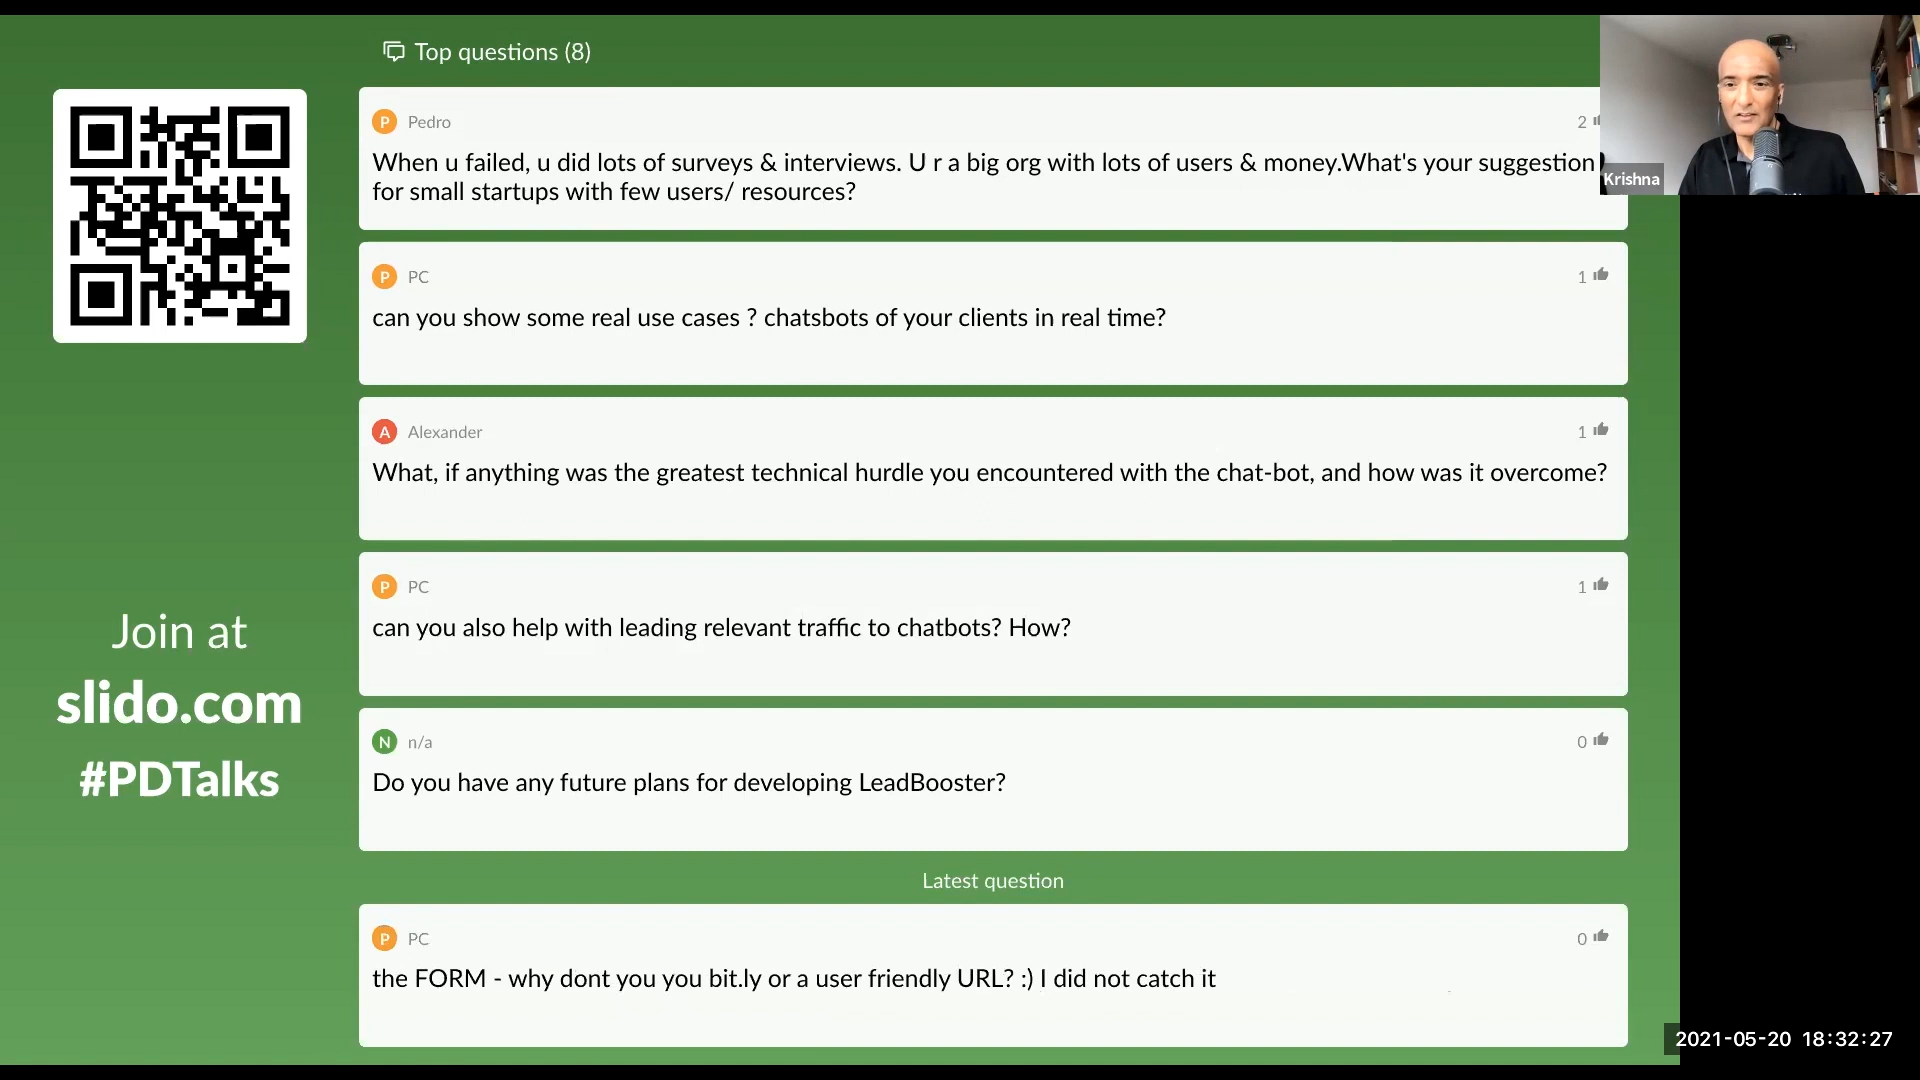 Top questions (8)
P Pedro 2
When u failed, u did lots of surveys & interviews. U r a big org with lots of users & money.What's your suggestion
for small startups with few users/ resources?
Krishna
P PC 1
can you show some real use cases ? chatsbots of your clients in real time?
A Alexander 1
What, if anything was the greatest technical hurdle you encountered with the chat-bot, and how was it overcome?
P PC 1
can you also help with leading relevant traffic to chatbots? How?
N n/a 0
Do you have any future plans for developing LeadBooster?
Latest question
P PC 0
the FORM - why dont you you bit.ly or a user friendly URL? :) I did not catch it
Join at
slido.com
#PDTalks
2021-05-20 18:32:27